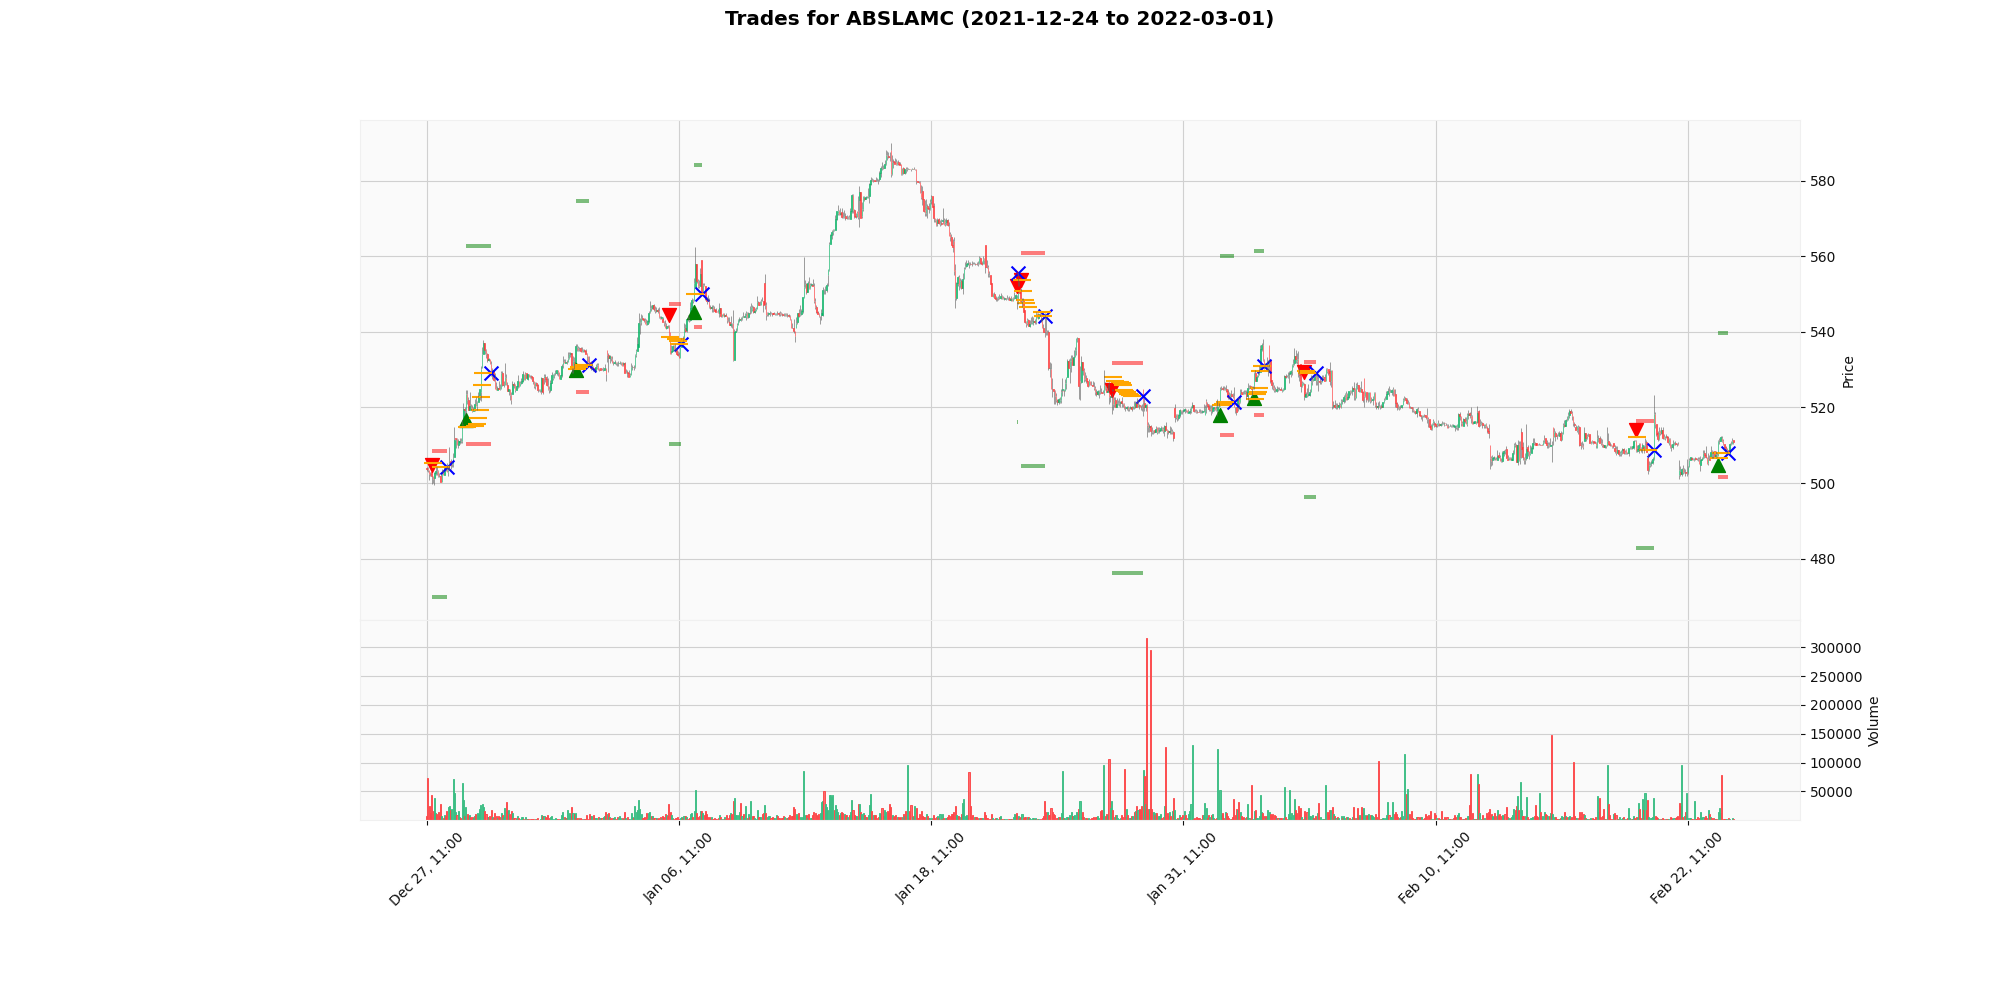 Trades for ABSLAMC (2021-12-24 to 2022-03-01)
580
560
540
520
500
480
Price
300000
250000
200000
150000
100000
50000
Volume
Dec 27, 11:00
Jan 06, 11:00
Jan 18, 11:00
Jan 31, 11:00
Feb 10, 11:00
Feb 22, 11:00